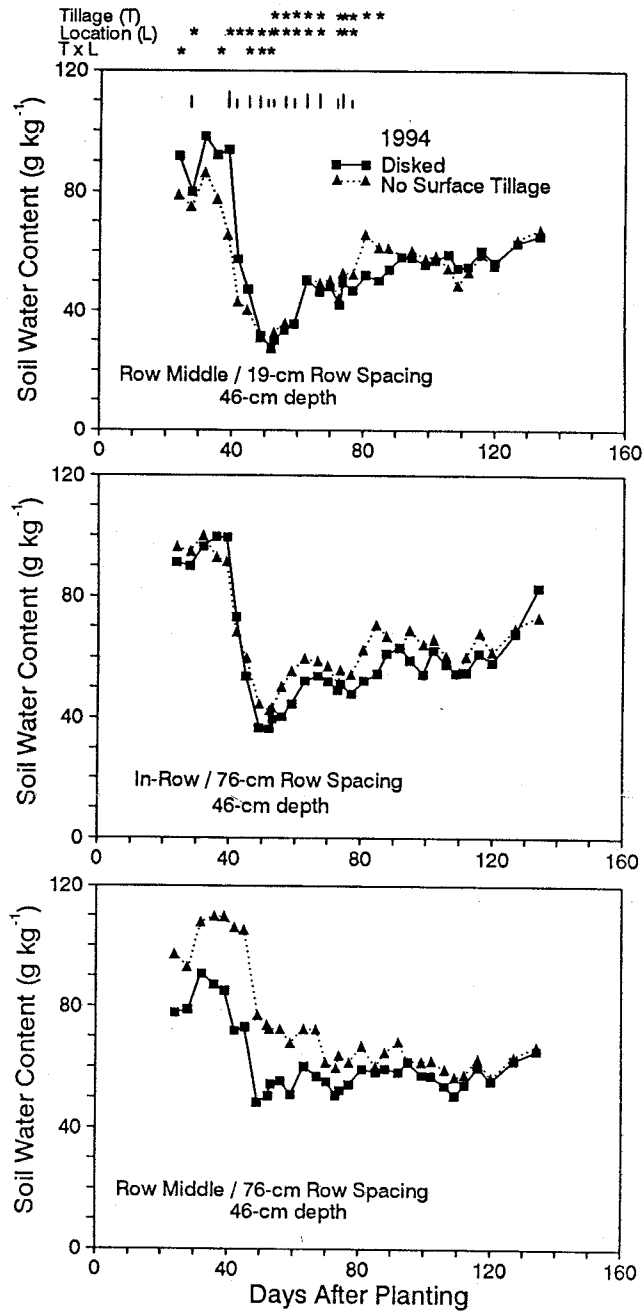 Tillage (T) ***** *** * *
Location (L) * ********* ***
T x L * * ***
120
80
40
0
Soil Water Content (g kg⁻¹)
1994
Disked
No Surface Tillage
Row Middle / 19-cm Row Spacing
46-cm depth
0 40 80 120 160
120
80
40
0
Soil Water Content (g kg⁻¹)
In-Row / 76-cm Row Spacing
46-cm depth
0 40 80 120 160
120
80
40
0
Soil Water Content (g kg⁻¹)
Row Middle / 76-cm Row Spacing
46-cm depth
0 40 80 120 160
Days After Planting